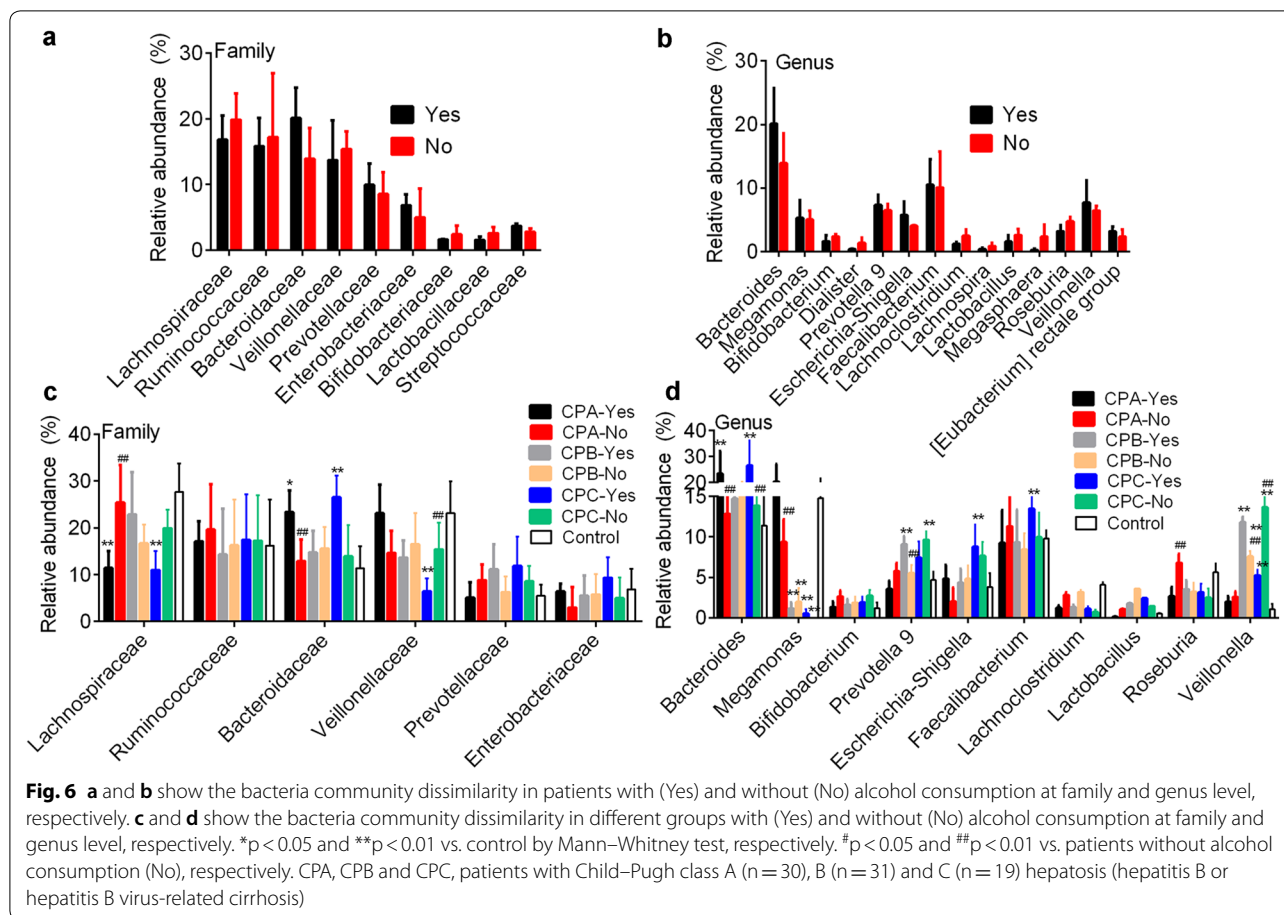 a
Family
Relative abundance (%)
30
20
10
0
Yes
No
Lachnospiraceae
Ruminococcaceae
Bacteroidaceae
Veillonellaceae
Prevotellaceae
Enterobacteriaceae
Bifidobacteriaceae
Lactobacillaceae
Streptococcaceae
b
Genus
Relative abundance (%)
30
20
10
0
Yes
No
Bacteroides
Megamonas
Bifidobacterium
Dialister
Prevotella 9
Escherichia-Shigella
Faecalibacterium
Lachnoclostridium
Lachnospira
Lactobacillus
Megasphaera
Roseburia
Veillonella
[Eubacterium] rectale group
c
Family
Relative abundance (%)
40
30
20
10
0
** ## ** * ## ** ** ##
CPA-Yes
CPA-No
CPB-Yes
CPB-No
CPC-Yes
CPC-No
Control
Lachnospiraceae
Ruminococcaceae
Bacteroidaceae
Veillonellaceae
Prevotellaceae
Enterobacteriaceae
d
Genus
Relative abundance (%)
40
30
20
15
10
5
0
** ## ** ## ## ** ** ** ** ** ## ** ** ** ## ** ** ## ** ## **
CPA-Yes
CPA-No
CPB-Yes
CPB-No
CPC-Yes
CPC-No
Control
Bacteroides
Megamonas
Bifidobacterium
Prevotella 9
Escherichia-Shigella
Faecalibacterium
Lachnoclostridium
Lactobacillus
Roseburia
Veillonella
Fig. 6 a and b show the bacteria community dissimilarity in patients with (Yes) and without (No) alcohol consumption at family and genus level,
respectively. c and d show the bacteria community dissimilarity in different groups with (Yes) and without (No) alcohol consumption at family and
genus level, respectively. *p < 0.05 and **p < 0.01 vs. control by Mann–Whitney test, respectively. #p < 0.05 and ##p < 0.01 vs. patients without alcohol
consumption (No), respectively. CPA, CPB and CPC, patients with Child–Pugh class A (n = 30), B (n = 31) and C (n = 19) hepatosis (hepatitis B or
hepatitis B virus-related cirrhosis)